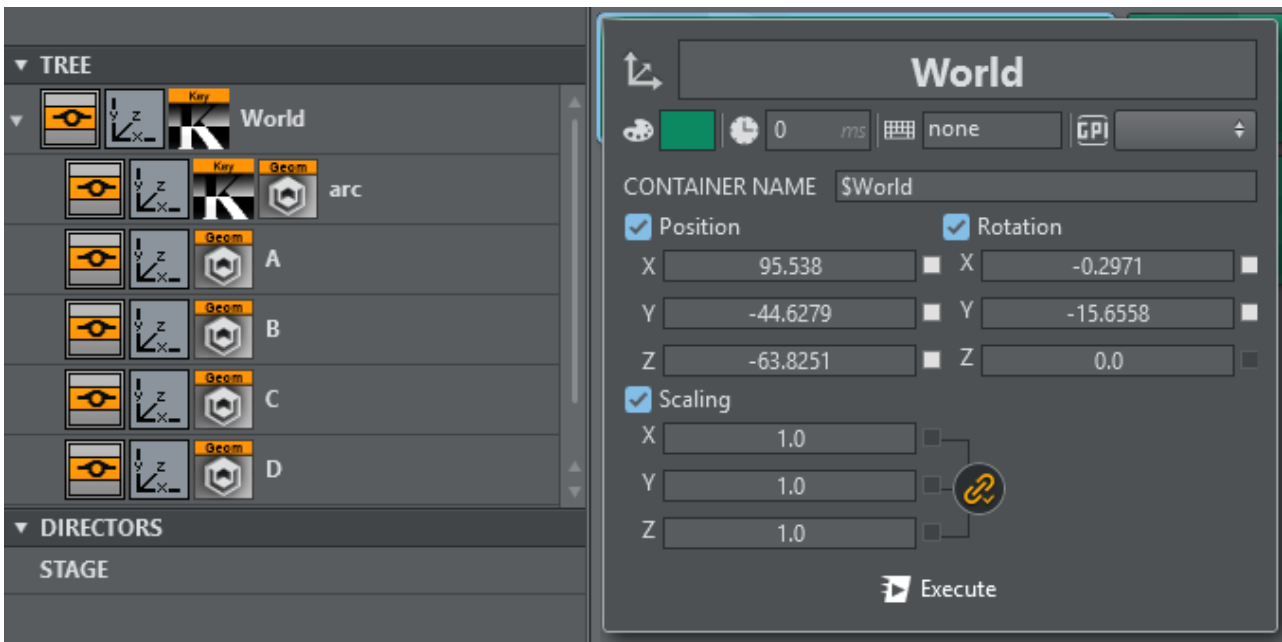 TREE
Key
World
Key Geom
arc
Geom
A
Geom
B
Geom
C
Geom
D
DIRECTORS
STAGE
World
0 ms none GPI
CONTAINER NAME $World
Position Rotation
X 95.538 X -0.2971
Y -44.6279 Y -15.6558
Z -63.8251 Z 0.0
Scaling
X 1.0
Y 1.0
Z 1.0
Execute